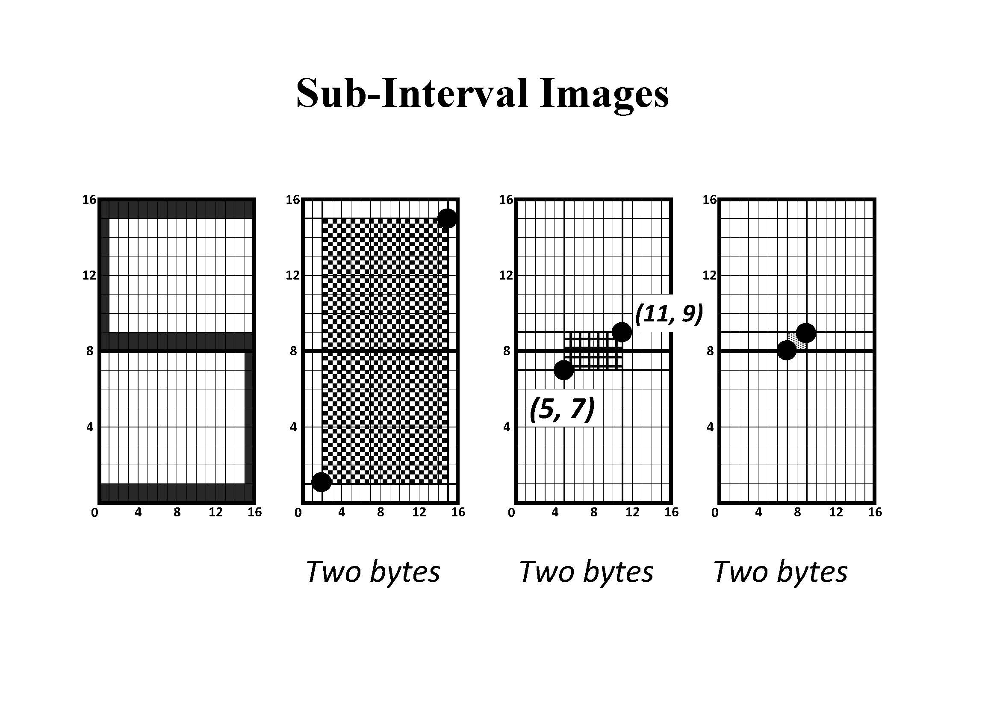 Sub-Interval Images
16 16 16 16
12 12 12 12
(11, 9)
8 8 8 8
(5, 7)
4 4 4 4
0 4 8 12 16 0 4 8 12 16 0 4 8 12 16 0 4 8 12 16
Two bytes Two bytes Two bytes